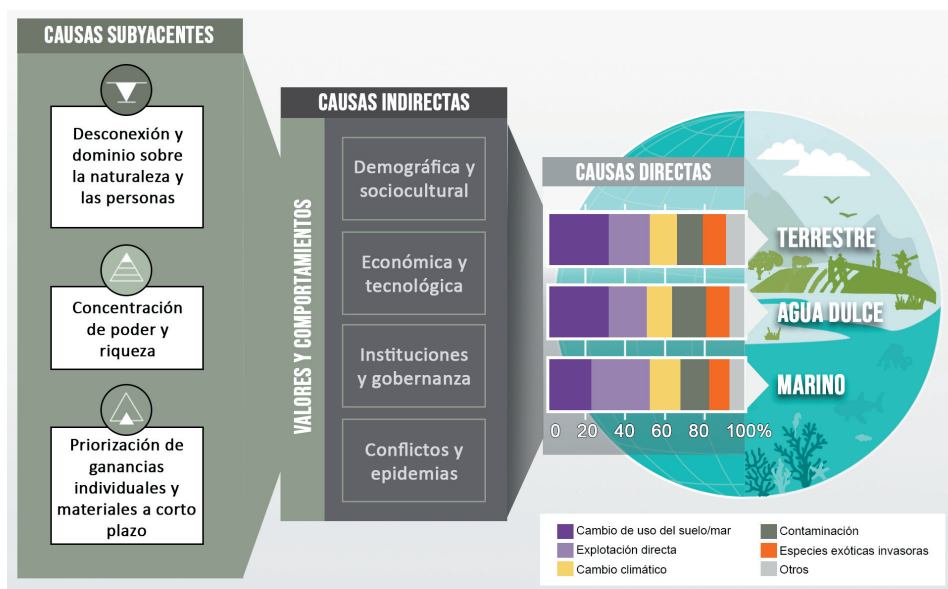 CAUSAS SUBYACENTES
Desconexión y
dominio sobre
la naturaleza y
las personas
Concentración
de poder y
riqueza
Priorización de
ganancias
individuales y
materiales a corto
plazo
CAUSAS INDIRECTAS
VALORES Y COMPORTAMIENTOS
Demográfica y
sociocultural
Económica y
tecnológica
Instituciones
y gobernanza
Conflictos y
epidemias
CAUSAS DIRECTAS
TERRESTRE
AGUA DULCE
MARINO
0 20 40 60 80 100%
Cambio de uso del suelo/mar
Explotación directa
Cambio climático
Contaminación
Especies exóticas invasoras
Otros